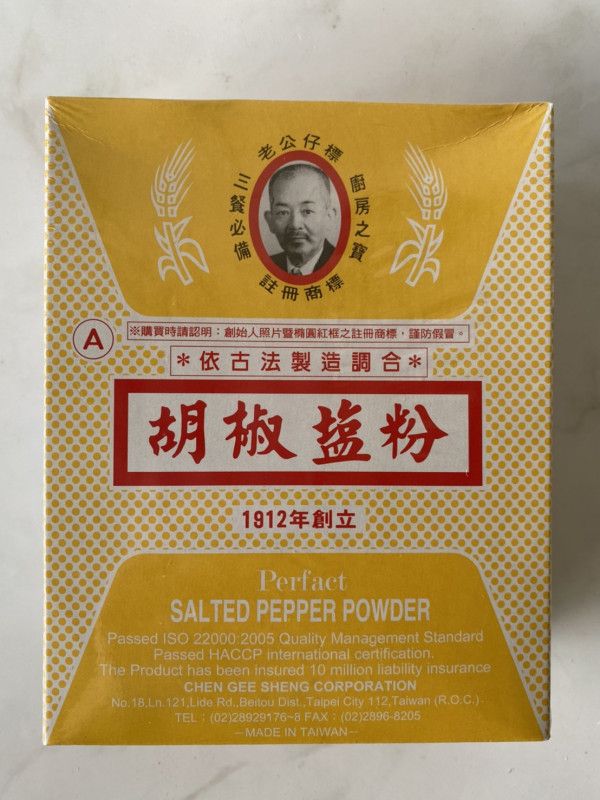 老公仔標
三餐必備
廚房之寶
註冊商標
A
※購買時請認明：創始人照片暨橢圓紅框之註冊商標，謹防假冒。
＊依古法製造調合＊
胡椒塩粉
1912年創立
Perfact
SALTED PEPPER POWDER
Passed ISO 22000:2005 Quality Management Standard
Passed HACCP international certification.
The Product has been insured 10 million liability insurance
CHEN GEE SHENG CORPORATION
No.18,Ln.121,Lide Rd.,Beitou Dist.,Taipei City 112,Taiwan (R.O.C.)
TEL：(02)28929176~8 FAX：(02)2896-8205
—MADE IN TAIWAN—